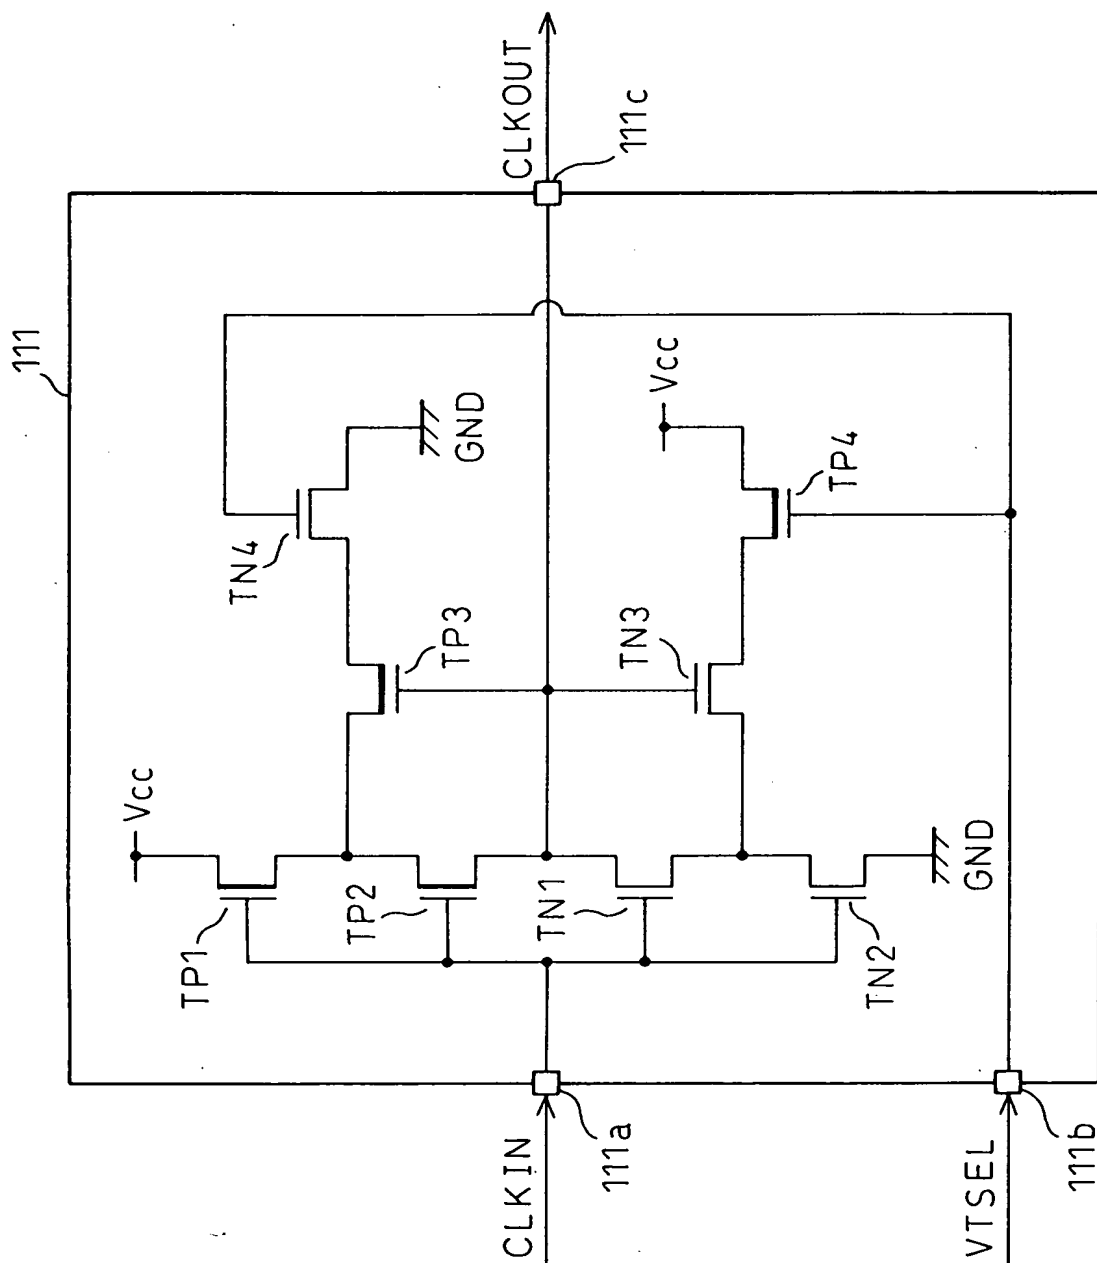 111
CLKOUT
111c
Vcc
TP1
TP2
TN1
TN2
GND
TN4
TP3
GND
TN3
Vcc
TP4
CLKIN
111a
VTSEL
111b